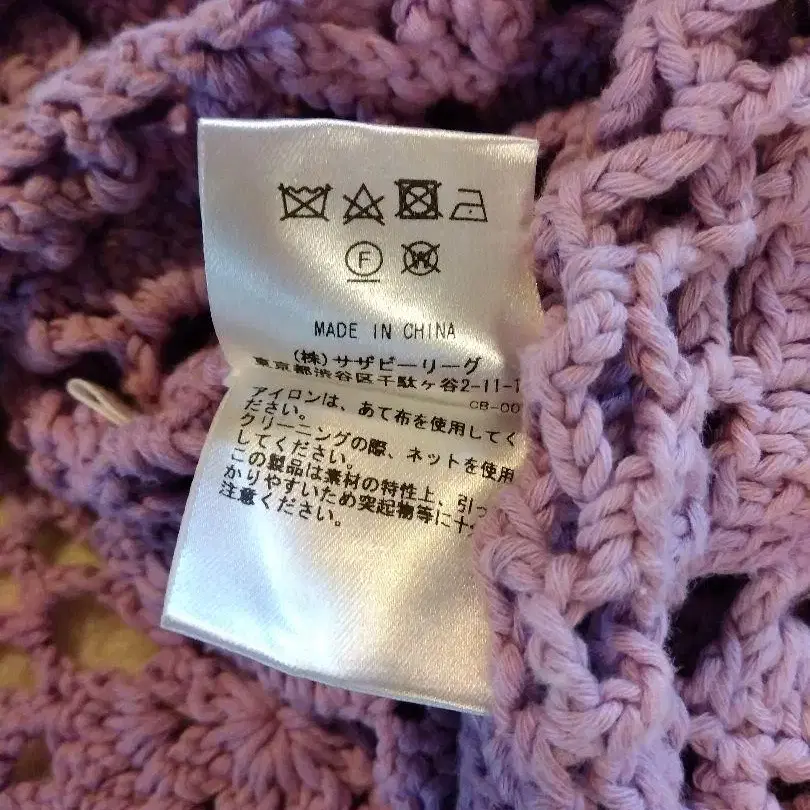 F
W
MADE IN CHINA
(株)サザビーリーグ
東京都渋谷区千駄ヶ谷2-11-1
CB-00
アイロンは、あて布を使用してく
ださい。
クリーニングの際、ネットを使用
してください。
この製品は素材の特性上、引っ
かりやすいため突起物等に十
注意ください。